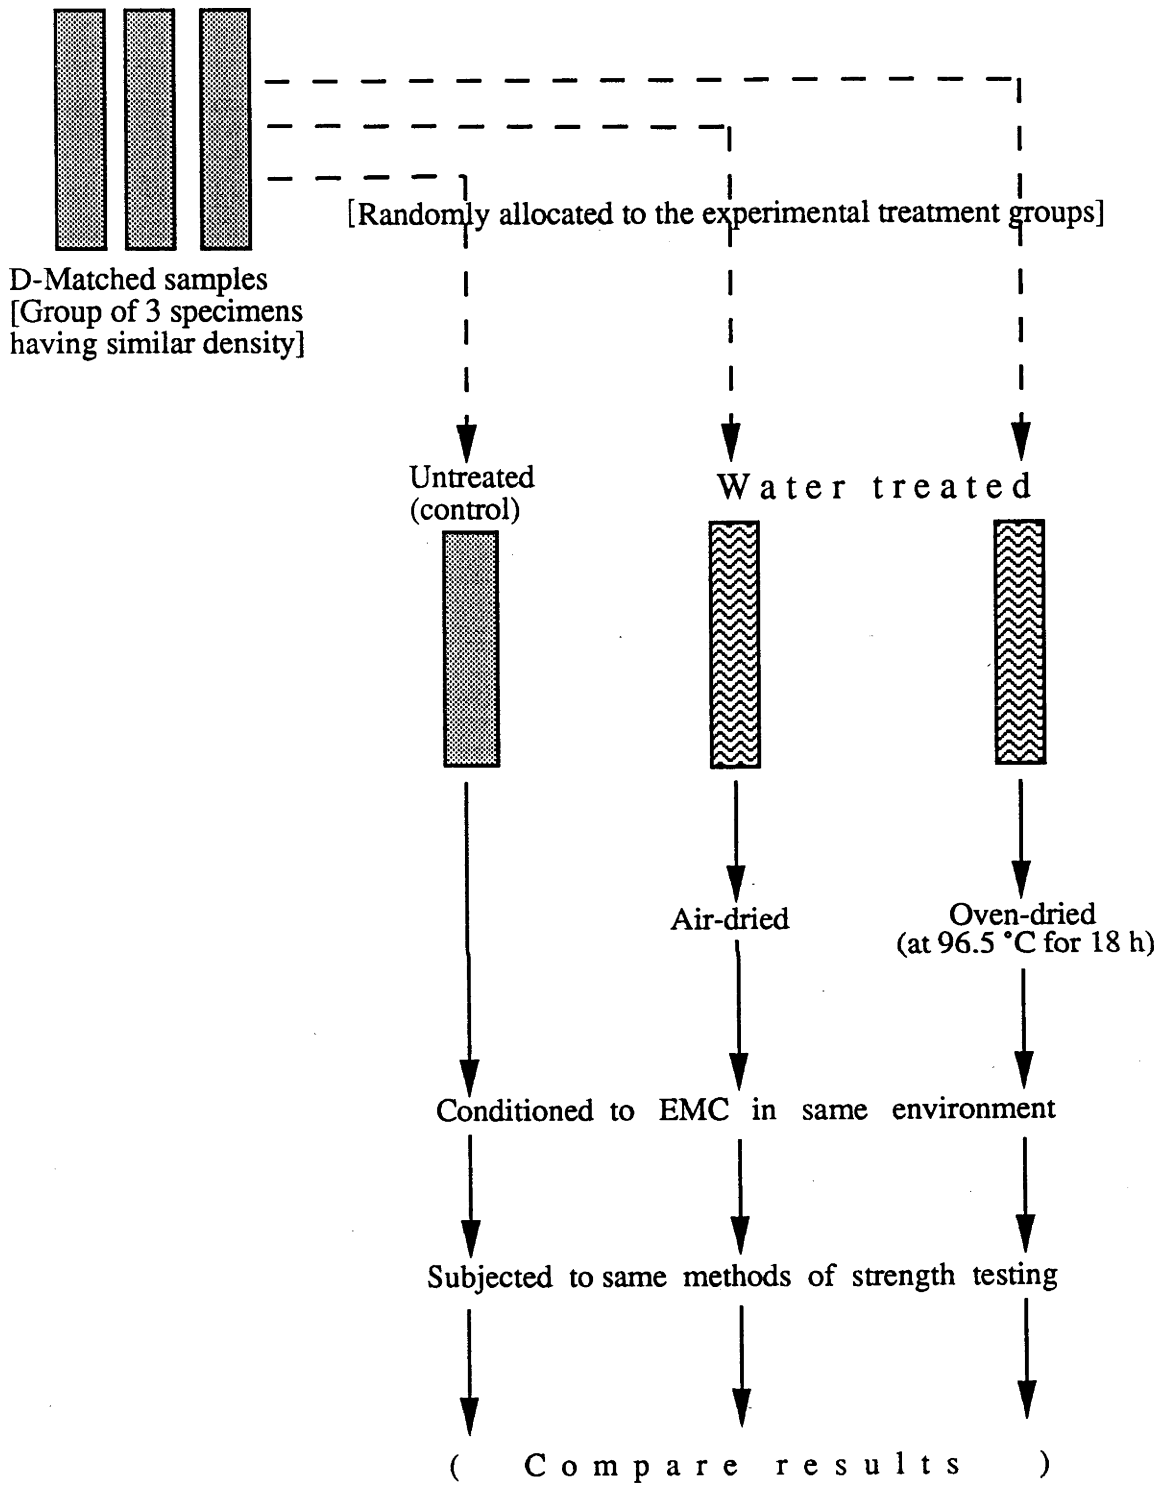 [Randomly allocated to the experimental treatment groups]
D-Matched samples
[Group of 3 specimens
having similar density]
Untreated
(control)
Water treated
Air-dried
Oven-dried
(at 96.5 °C for 18 h)
Conditioned to EMC in same environment
Subjected to same methods of strength testing
( Compare results )